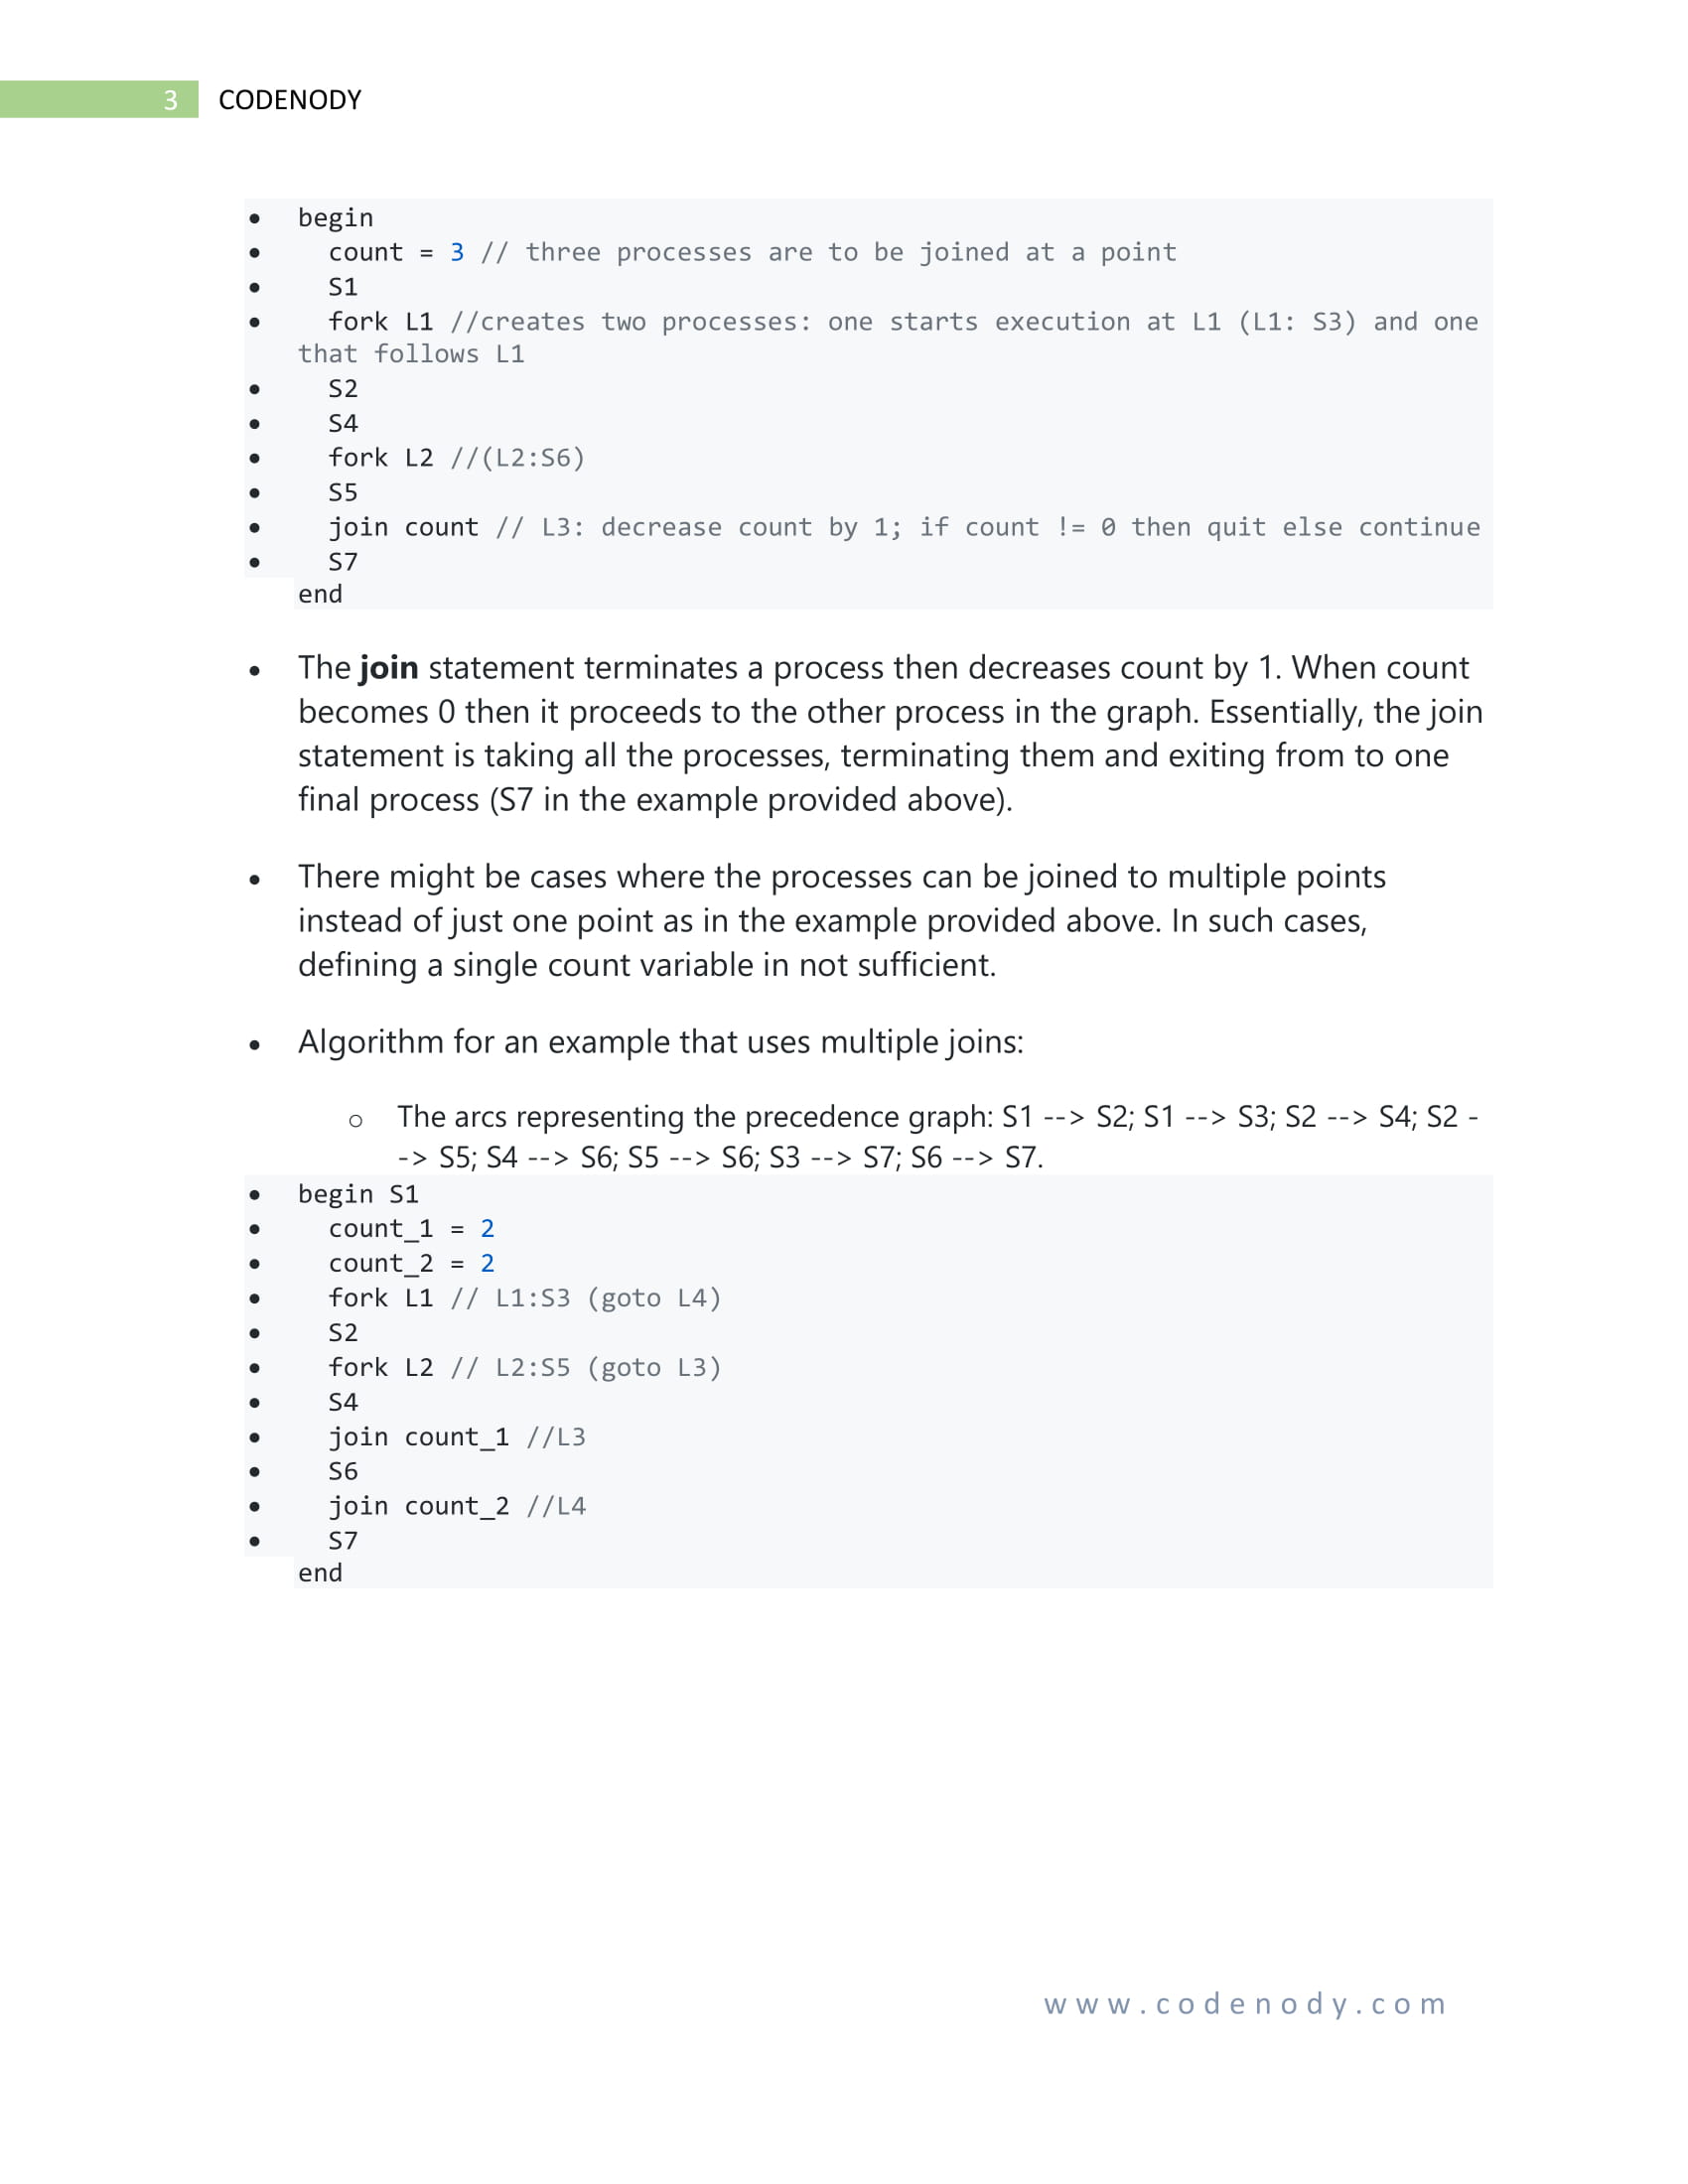 3 CODENODY
• begin
• count = 3 // three processes are to be joined at a point
• S1
• fork L1 //creates two processes: one starts execution at L1 (L1: S3) and one
that follows L1
• S2
• S4
• fork L2 //(L2:S6)
• S5
• join count // L3: decrease count by 1; if count != 0 then quit else continue
• S7
end
• The join statement terminates a process then decreases count by 1. When count
becomes 0 then it proceeds to the other process in the graph. Essentially, the join
statement is taking all the processes, terminating them and exiting from to one
final process (S7 in the example provided above).
• There might be cases where the processes can be joined to multiple points
instead of just one point as in the example provided above. In such cases,
defining a single count variable in not sufficient.
• Algorithm for an example that uses multiple joins:
○ The arcs representing the precedence graph: S1 --> S2; S1 --> S3; S2 --> S4; S2 -
-> S5; S4 --> S6; S5 --> S6; S3 --> S7; S6 --> S7.
• begin S1
• count_1 = 2
• count_2 = 2
• fork L1 // L1:S3 (goto L4)
• S2
• fork L2 // L2:S5 (goto L3)
• S4
• join count_1 //L3
• S6
• join count_2 //L4
• S7
end
www.codenody.com